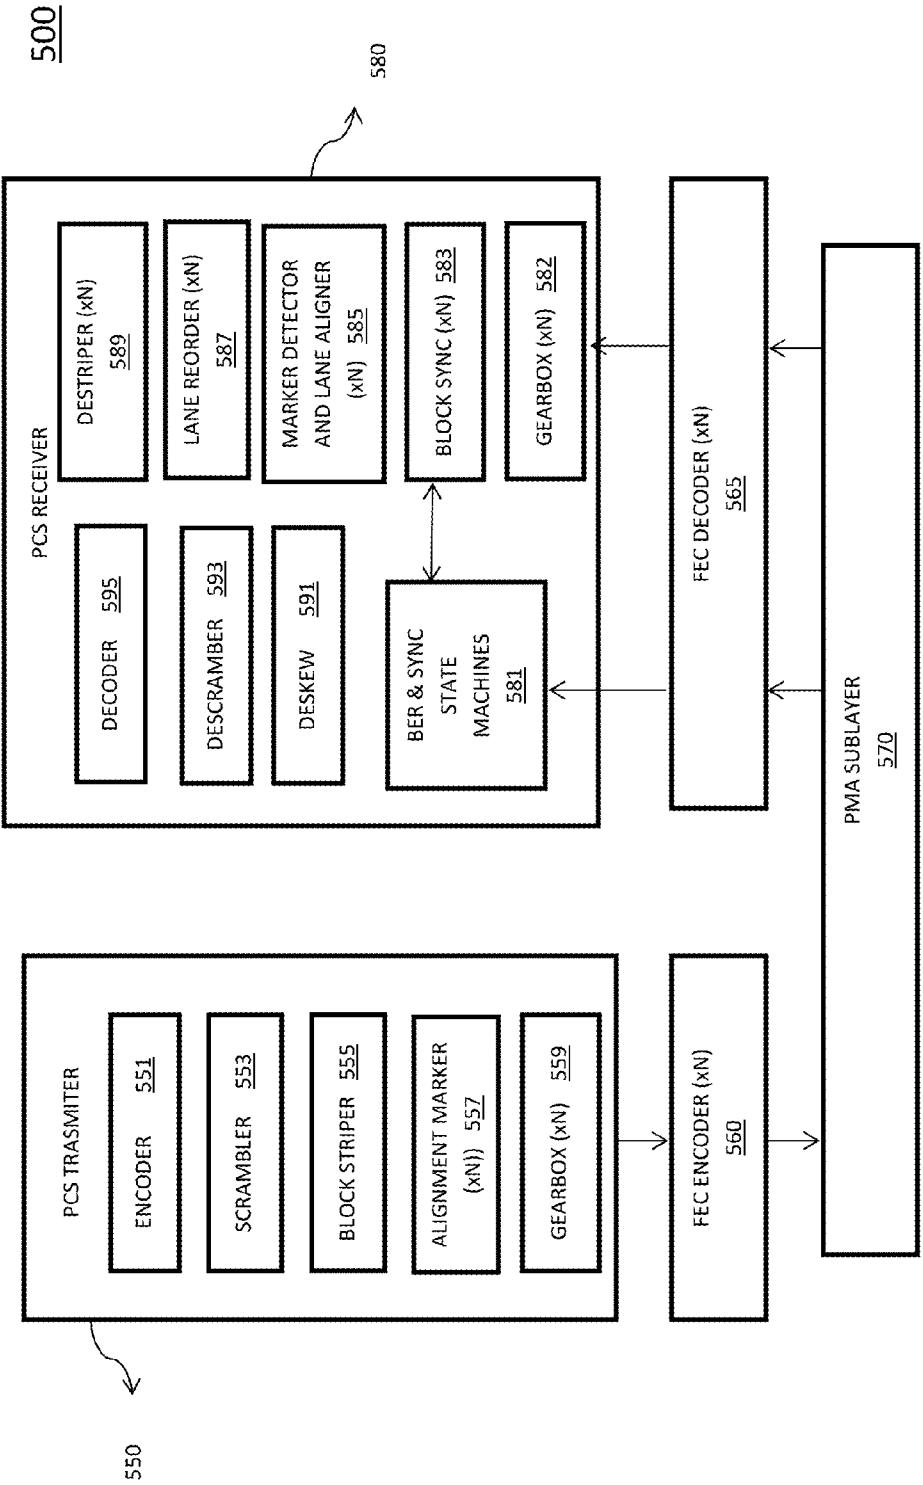 500
550
PCS TRASMITER
ENCODER 551
SCRAMBLER 553
BLOCK STRIPER 555
ALIGNMENT MARKER
(xN)) 557
GEARBOX (xN) 559
FEC ENCODER (xN)
560
580
PCS RECEIVER
DECODER 595
DESCRAMBER 593
DESKEW 591
BER & SYNC
STATE
MACHINES
581
DESTRIPER (xN)
589
LANE REORDER (xN)
587
MARKER DETECTOR
AND LANE ALIGNER
(xN) 585
BLOCK SYNC (xN) 583
GEARBOX (xN) 582
FEC DECODER (xN)
565
PMA SUBLAYER
570